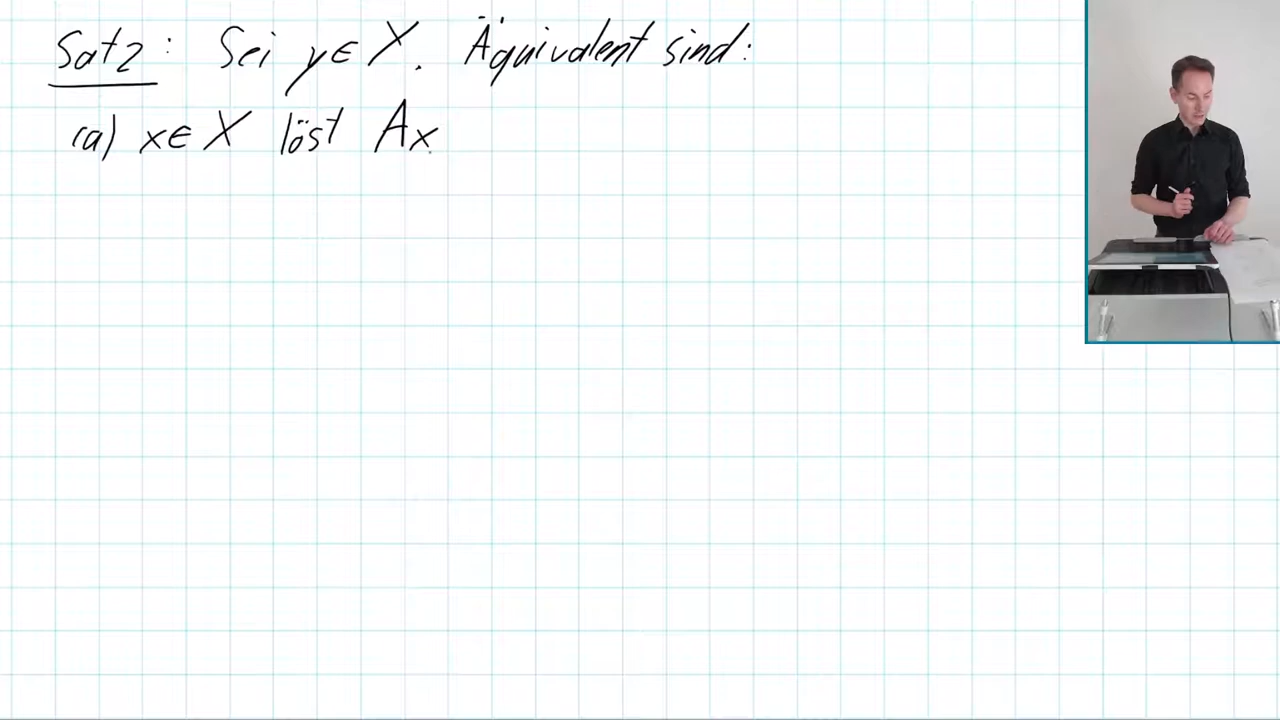 Satz: Sei y ∈ X. Äquivalent sind:
(a) x ∈ X löst Ax